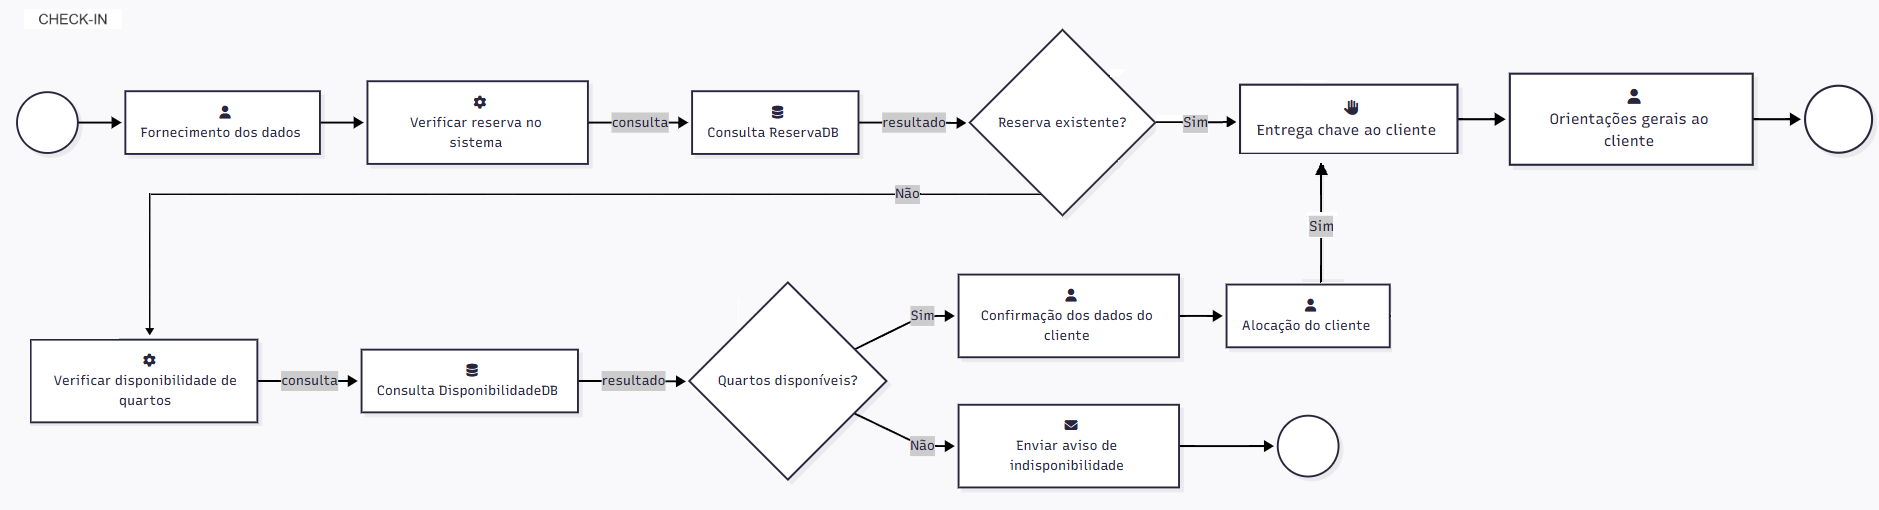 CHECK-IN
Fornecimento dos dados
Verificar reserva no
sistema
consulta
Consulta ReservaDB
resultado
Reserva existente?
Sim
Entrega chave ao cliente
Orientações gerais ao
cliente
Não
Sim
Verificar disponibilidade de
quartos
consulta
Consulta DisponibilidadeDB
resultado
Quartos disponíveis?
Sim
Confirmação dos dados do
cliente
Alocação do cliente
Não
Enviar aviso de
indisponibilidade